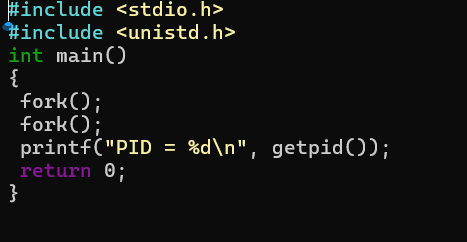 #include <stdio.h>
#include <unistd.h>
int main()
{
 fork();
 fork();
 printf("PID = %d\n", getpid());
 return 0;
}